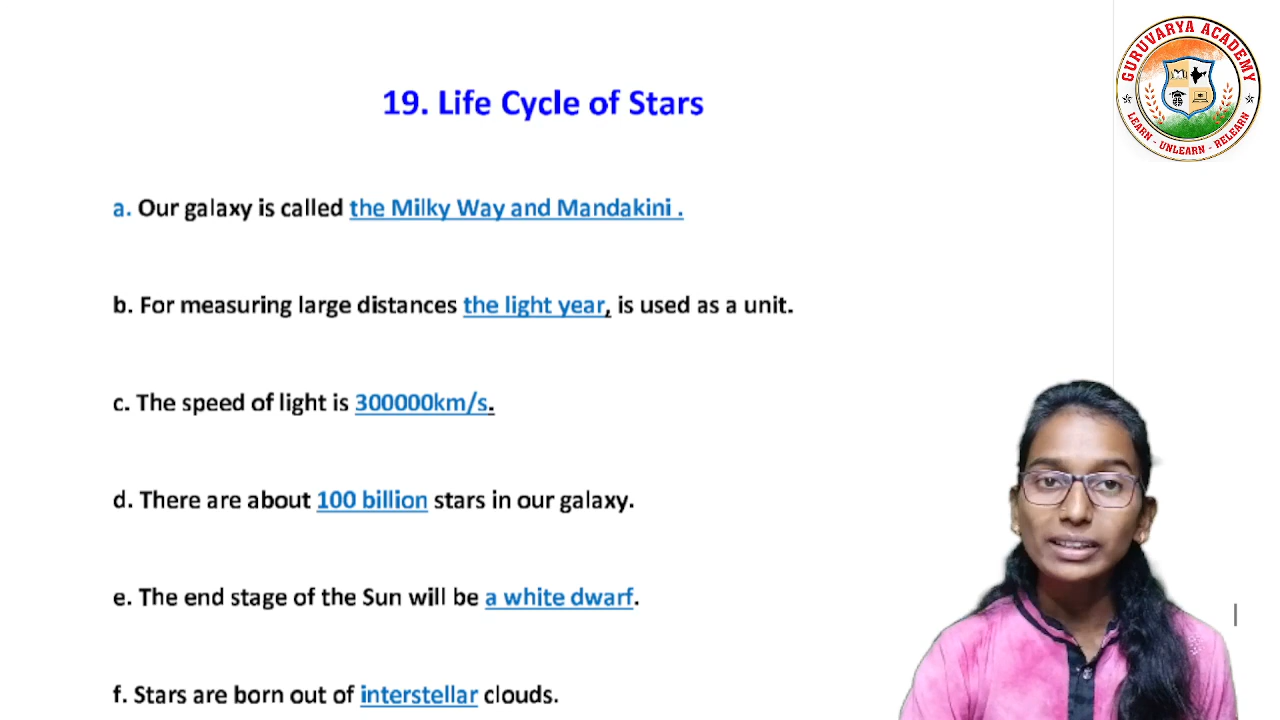 GURUVARYA ACADEMY
LEARN - UNLEARN - RELEARN
19. Life Cycle of Stars
a. Our galaxy is called the Milky Way and Mandakini .
b. For measuring large distances the light year, is used as a unit.
c. The speed of light is 300000km/s.
d. There are about 100 billion stars in our galaxy.
e. The end stage of the Sun will be a white dwarf.
f. Stars are born out of interstellar clouds.